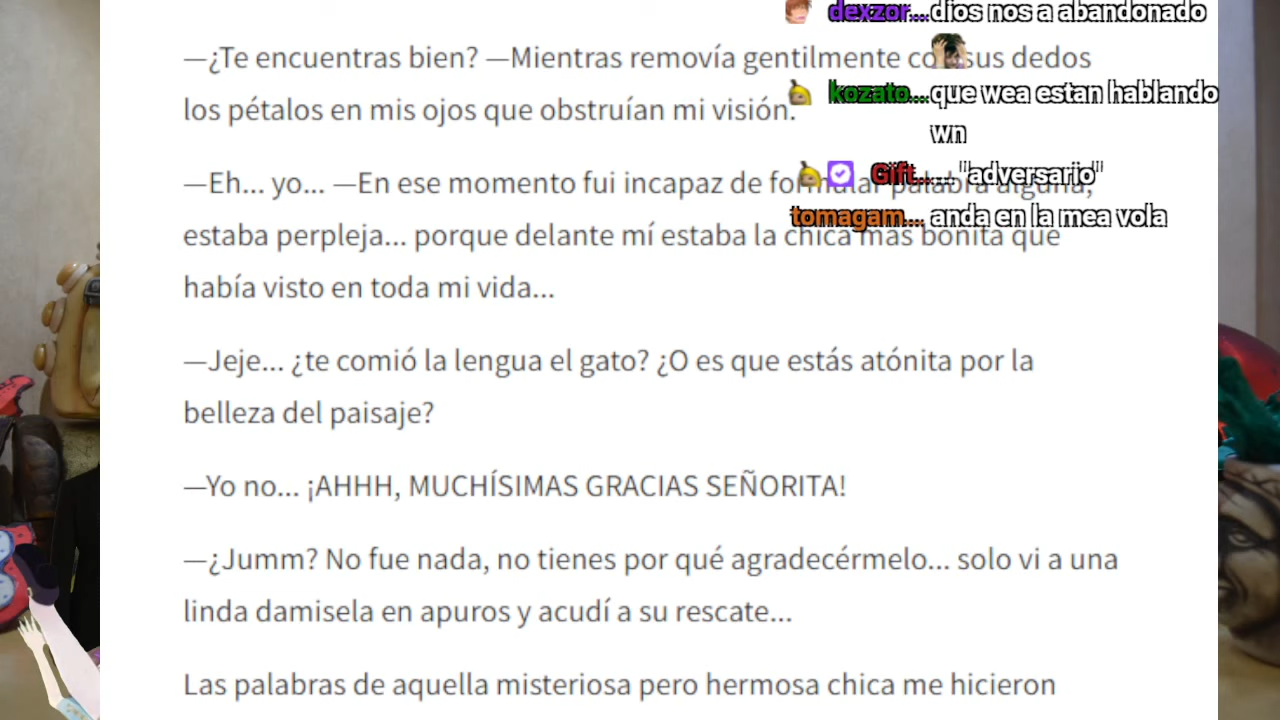 dexzor...dios nos a abandonado
—¿Te encuentras bien? —Mientras removía gentilmente con sus dedos
los pétalos en mis ojos que obstruían mi visión.
kozato...que wea estan hablando
wn
—Eh... yo... —En ese momento fui incapaz de formular palabra alguna,
Gift......"adversario"
estaba perpleja... porque delante mí estaba la chica más bonita que
tomagam... anda en la mea vola
había visto en toda mi vida...
—Jeje... ¿te comió la lengua el gato? ¿O es que estás atónita por la
belleza del paisaje?
—Yo no... ¡AHHH, MUCHÍSIMAS GRACIAS SEÑORITA!
—¿Jumm? No fue nada, no tienes por qué agradecérmelo... solo vi a una
linda damisela en apuros y acudí a su rescate...
Las palabras de aquella misteriosa pero hermosa chica me hicieron